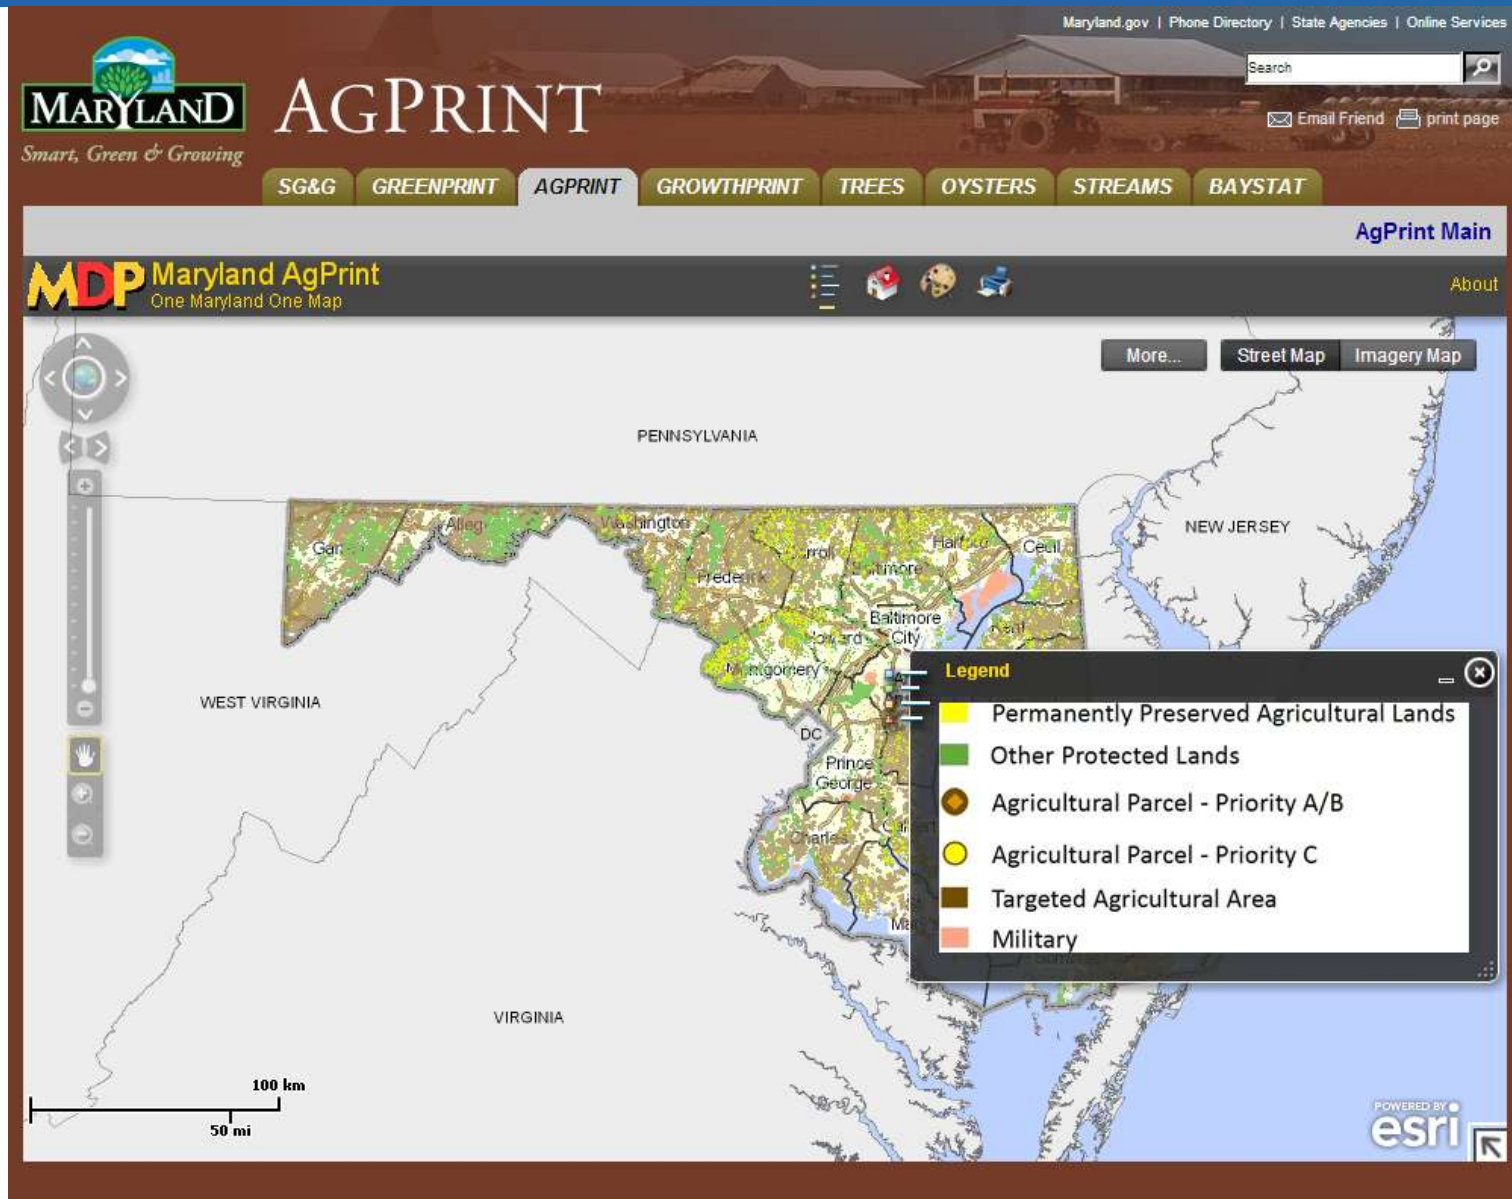 Maryland.gov | Phone Directory | State Agencies | Online Services
Search
MARYLAND
Smart, Green & Growing
AGPRINT
Email Friend print page
SG&G GREENPRINT AGPRINT GROWTHPRINT TREES OYSTERS STREAMS BAYSTAT
AgPrint Main
MDP Maryland AgPrint
One Maryland One Map
About
More... Street Map Imagery Map
PENNSYLVANIA
NEW JERSEY
Washington
Cecil
Frederick
Baltimore
City
Kent
Montgomery
WEST VIRGINIA
DC
Prince
George
Charles
Legend
Permanently Preserved Agricultural Lands
Other Protected Lands
Agricultural Parcel - Priority A/B
Agricultural Parcel - Priority C
Targeted Agricultural Area
Military
VIRGINIA
100 km
50 mi
POWERED BY
esri